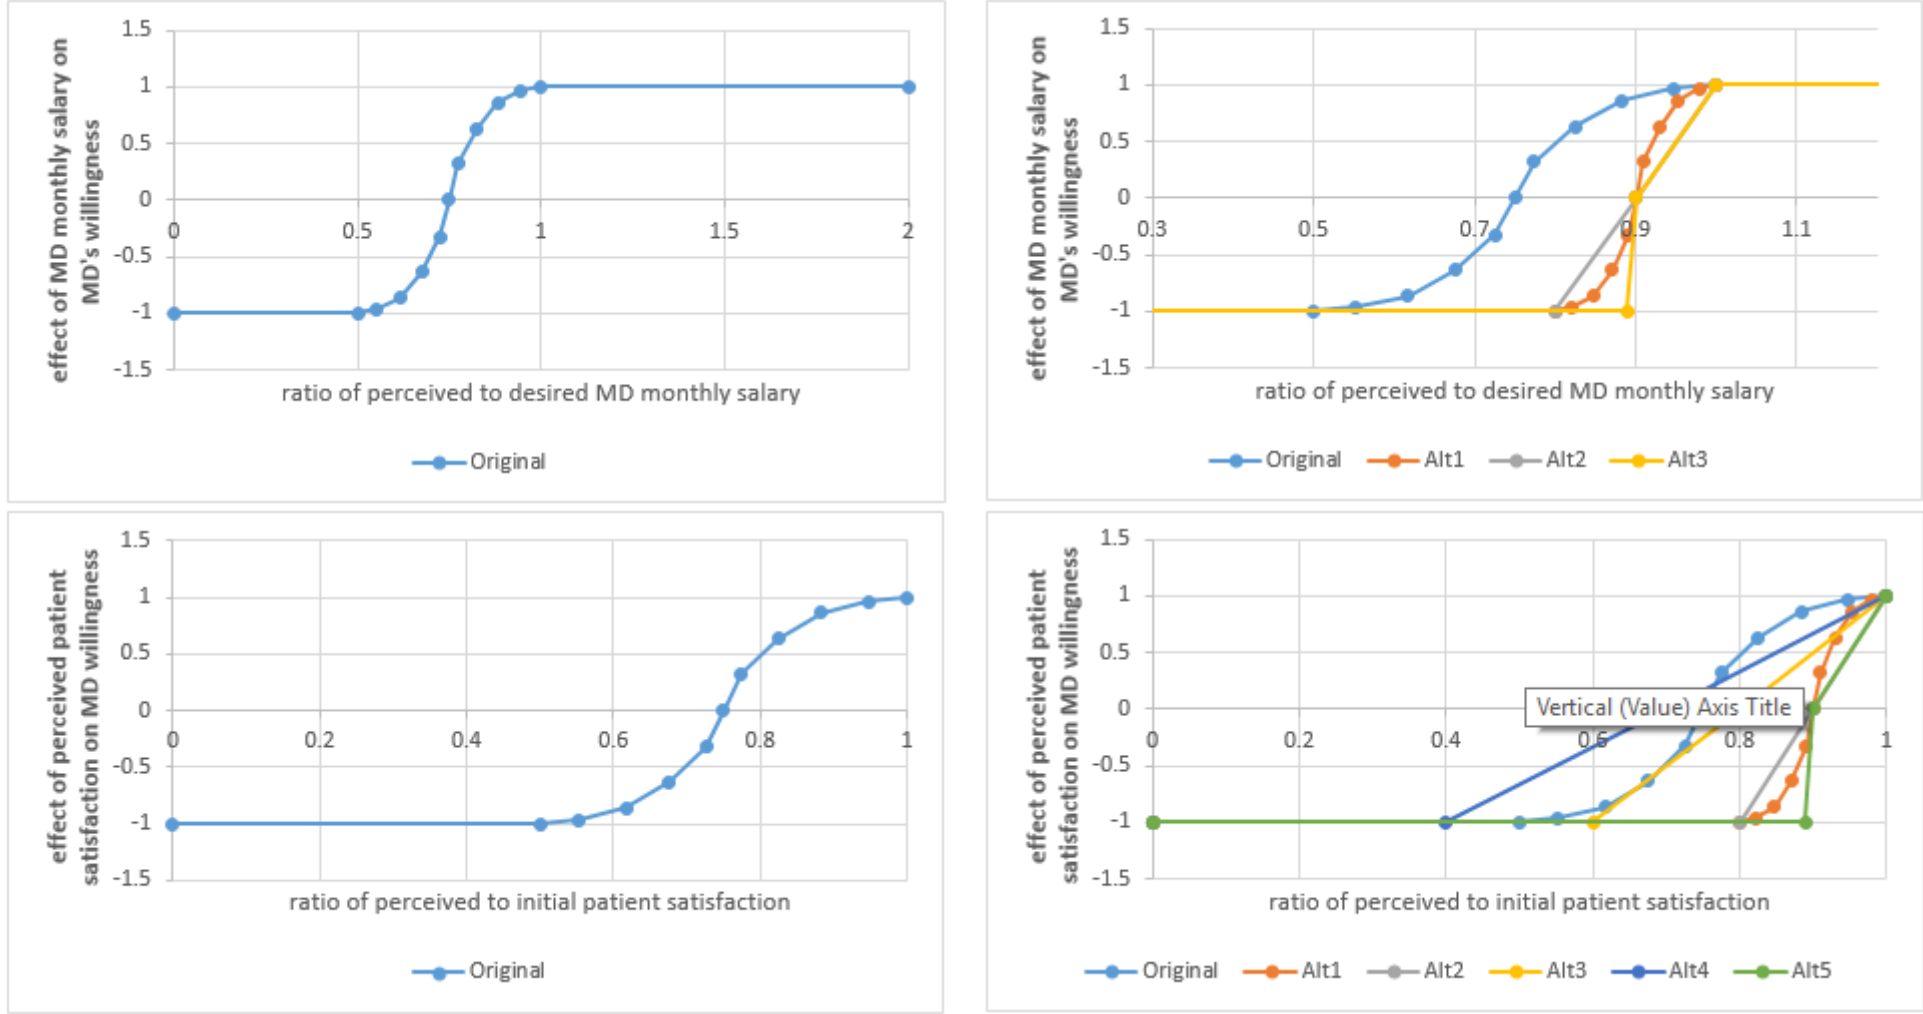 effect of MD monthly salary on
MD's willingness
1.5
1
0.5
0
-0.5
-1
-1.5
0
0.5
1
1.5
2
ratio of perceived to desired MD monthly salary
Original
effect of MD monthly salary on
MD's willingness
1.5
1
0.5
0
-0.5
-1
-1.5
0.3
0.5
0.7
0.9
1.1
ratio of perceived to desired MD monthly salary
Original Alt1 Alt2 Alt3
effect of perceived patient
satisfaction on MD willingness
1.5
1
0.5
0
-0.5
-1
-1.5
0
0.2
0.4
0.6
0.8
1
ratio of perceived to initial patient satisfaction
Original
effect of perceived patient
satisfaction on MD willingness
1.5
1
0.5
0
-0.5
-1
-1.5
Vertical (Value) Axis Title
0
0.2
0.4
0.6
0.8
1
ratio of perceived to initial patient satisfaction
Original Alt1 Alt2 Alt3 Alt4 Alt5